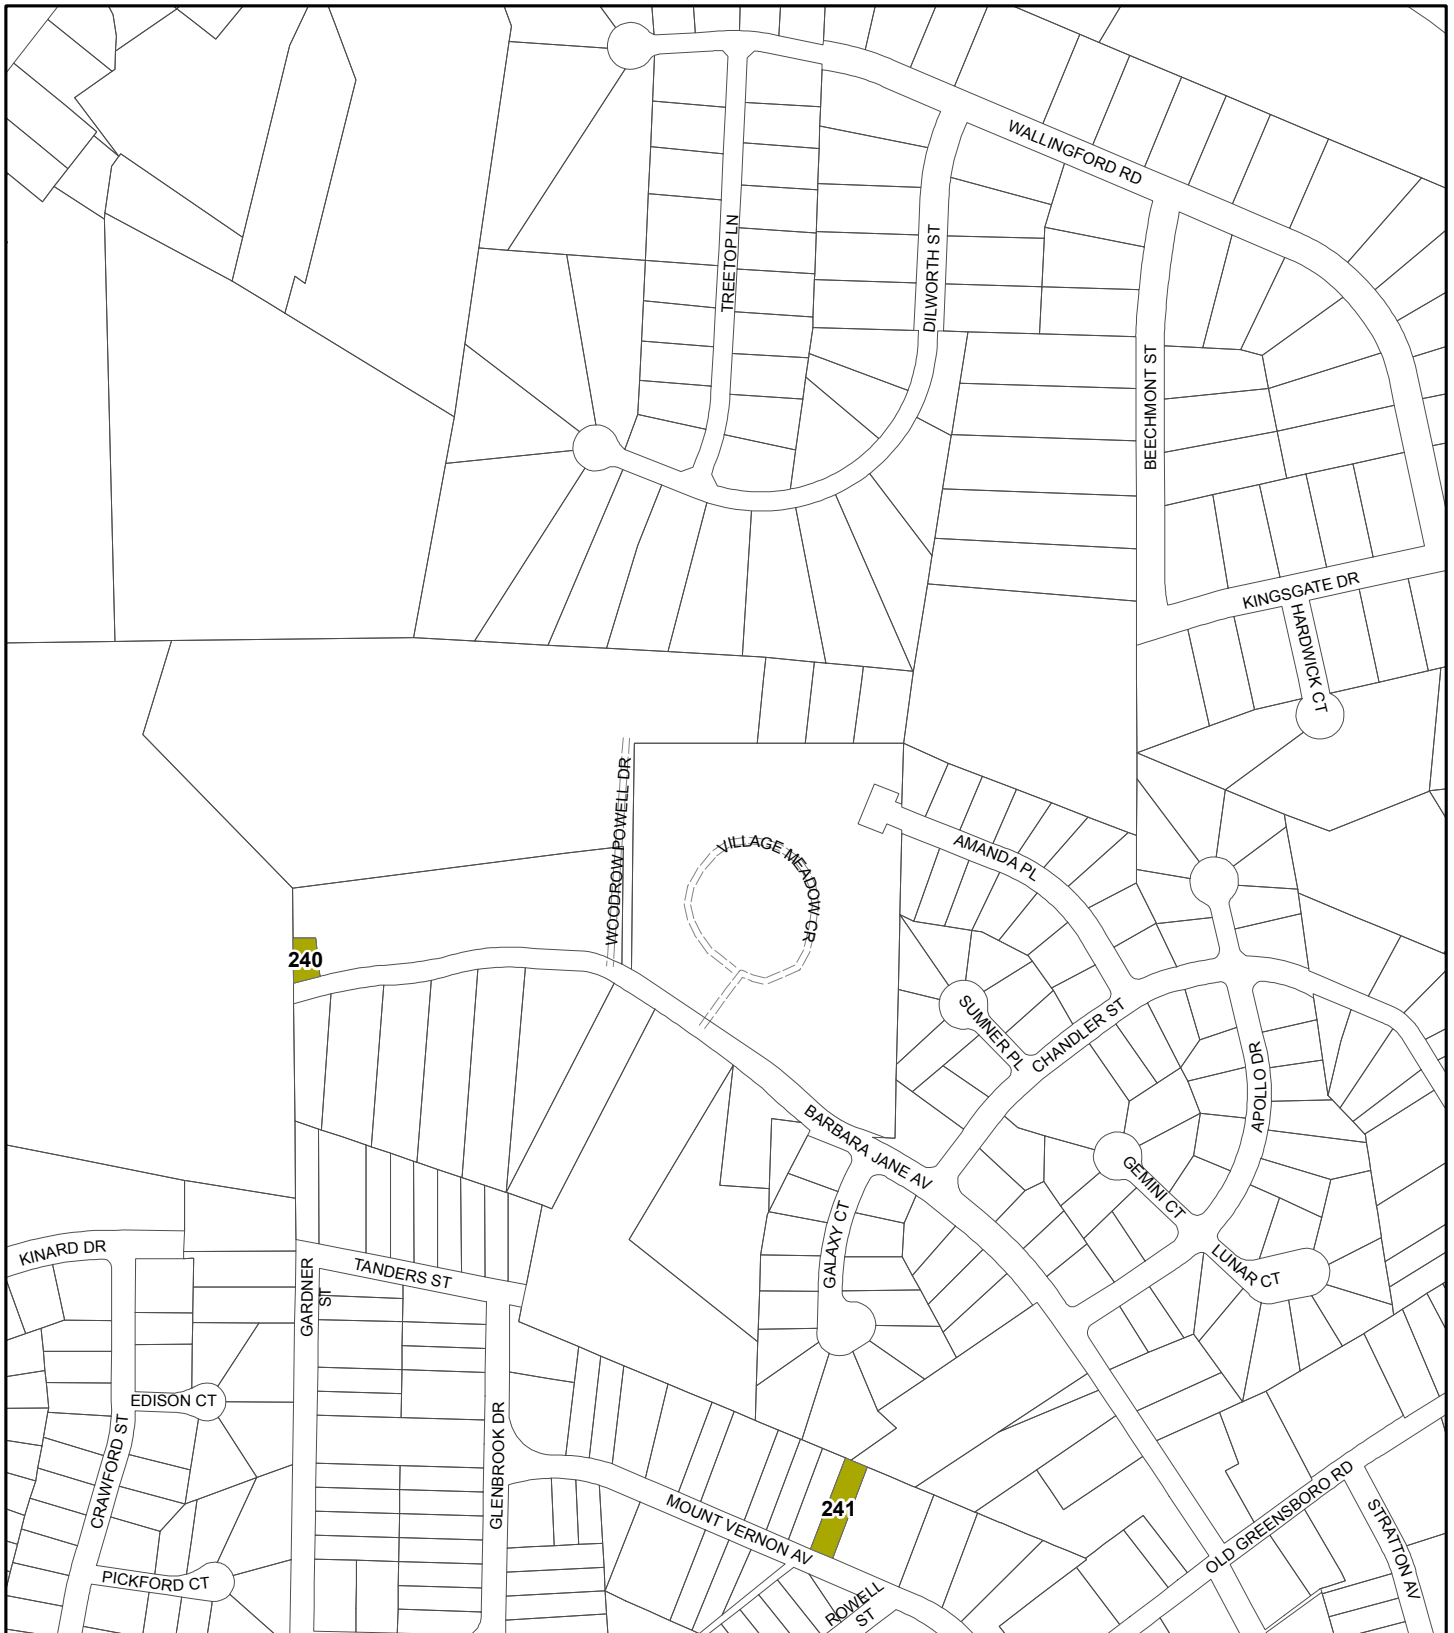 WALLINGFORD RD
TREETOP LN
DILWORTH ST
BEECHMONT ST
KINGSGATE DR
HARDWICK CT
WOODROW POWELL DR
VILLAGE MEADOW CR
AMANDA PL
240
SUMNER PL
CHANDLER ST
APOLLO DR
BARBARA JANE AV
GEMINI CT
GALAXY CT
LUNAR CT
KINARD DR
TANDERS ST
GARDNER
ST
EDISON CT
CRAWFORD ST
GLENBROOK DR
MOUNT VERNON AV
241
OLD GREENSBORO RD
STRATTON AV
PICKFORD CT
ROWELL
ST